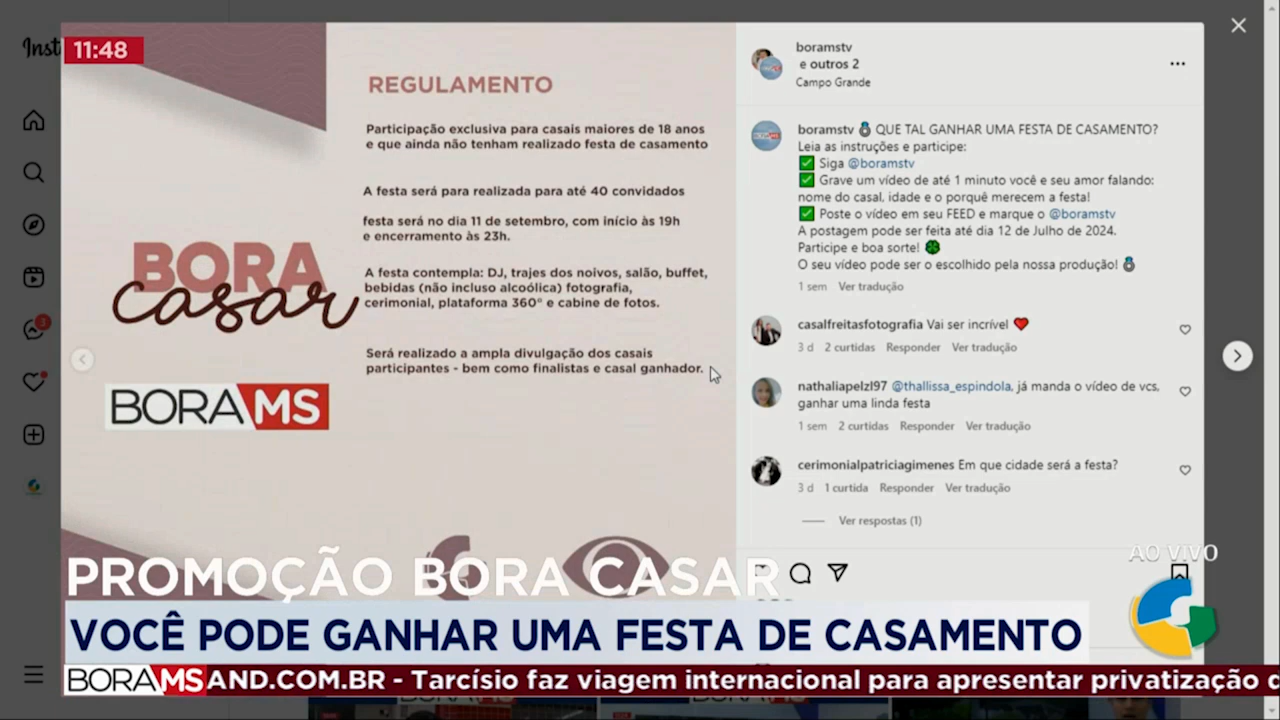 Inst
11:48
REGULAMENTO
Participação exclusiva para casais maiores de 18 anos
e que ainda não tenham realizado festa de casamento
A festa será para realizada para até 40 convidados
festa será no dia 11 de setembro, com início às 19h
e encerramento às 23h.
A festa contempla: DJ, trajes dos noivos, salão, buffet,
bebidas (não incluso alcoólica) fotografia,
cerimonial, plataforma 360° e cabine de fotos.
Será realizado a ampla divulgação dos casais
participantes - bem como finalistas e casal ganhador.
BORA
casar
BORA MS
boramstv
e outros 2
Campo Grande
boramstv 💍 QUE TAL GANHAR UMA FESTA DE CASAMENTO?
Leia as instruções e participe:
✅ Siga @boramstv
✅ Grave um vídeo de até 1 minuto você e seu amor falando:
nome do casal, idade e o porquê merecem a festa!
✅ Poste o vídeo em seu FEED e marque o @boramstv
A postagem pode ser feita até dia 12 de Julho de 2024.
Participe e boa sorte! 🍀
O seu vídeo pode ser o escolhido pela nossa produção! 💍
1 sem Ver tradução
casalfreitasfotografia Vai ser incrível ❤️
3 d 2 curtidas Responder Ver tradução
nathaliapelzl97 @thallissa_espindola, já manda o vídeo de vcs,
ganhar uma linda festa
1 sem 2 curtidas Responder Ver tradução
cerimonialpatriciagimenes Em que cidade será a festa?
3 d 1 curtida Responder Ver tradução
Ver respostas (1)
AO VIVO
PROMOÇÃO BORA CASAR
VOCÊ PODE GANHAR UMA FESTA DE CASAMENTO
BORA MS AND.COM.BR - Tarcísio faz viagem internacional para apresentar privatização